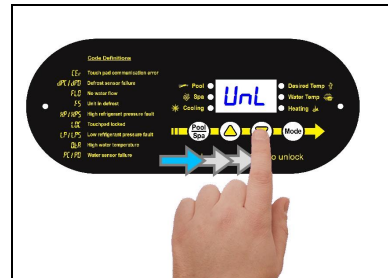 Code Definitions
CEr Touch pad communication error
dPC / dPD Defrost sensor failure
FLO No water flow
FS Unit in defrost
HP / HPS High refrigerant pressure fault
LOC Touchpad locked
LP / LPS Low refrigerant pressure fault
OhR High water temperature
PC / PD Water sensor failure
Pool
Spa
Cooling
UnL
Desired Temp
Water Temp
Heating
Pool
Spa
Mode
o unlock